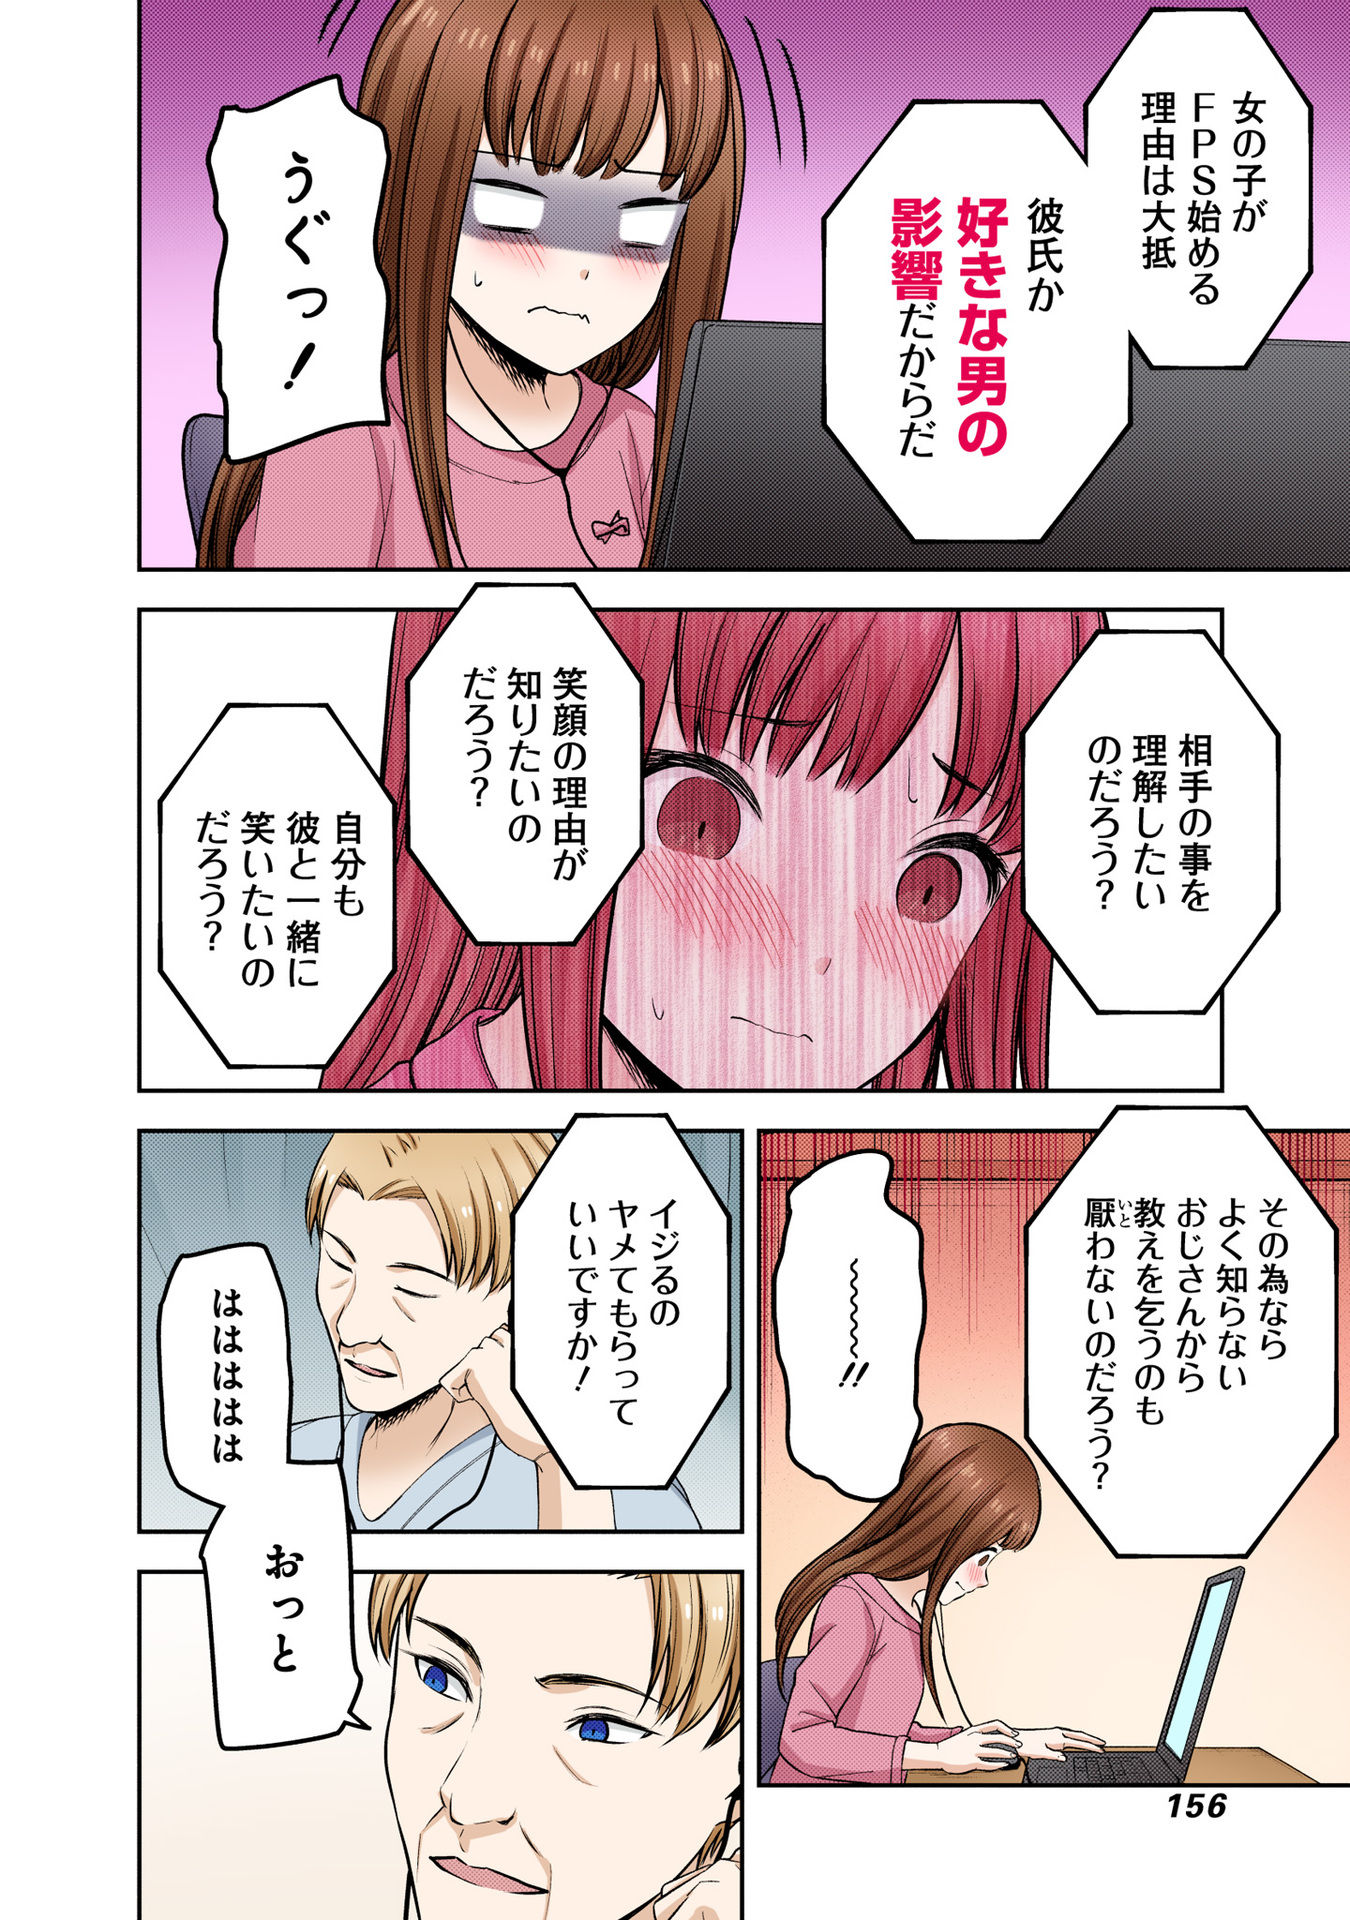 女の子が
FPS始める
理由は大抵
彼氏か
好きな男の
影響だからだ
うぐっ！
相手の事を
理解したい
のだろう？
笑顔の理由が
知りたいの
だろう？
自分も
彼と一緒に
笑いたいの
だろう？
その為なら
よく知らない
おじさんから
教えを乞うのも
厭わないのだろう？
いと
～～～～～!!
イジるの
ヤメてもらって
いいですか！
はははははは
おっと
156